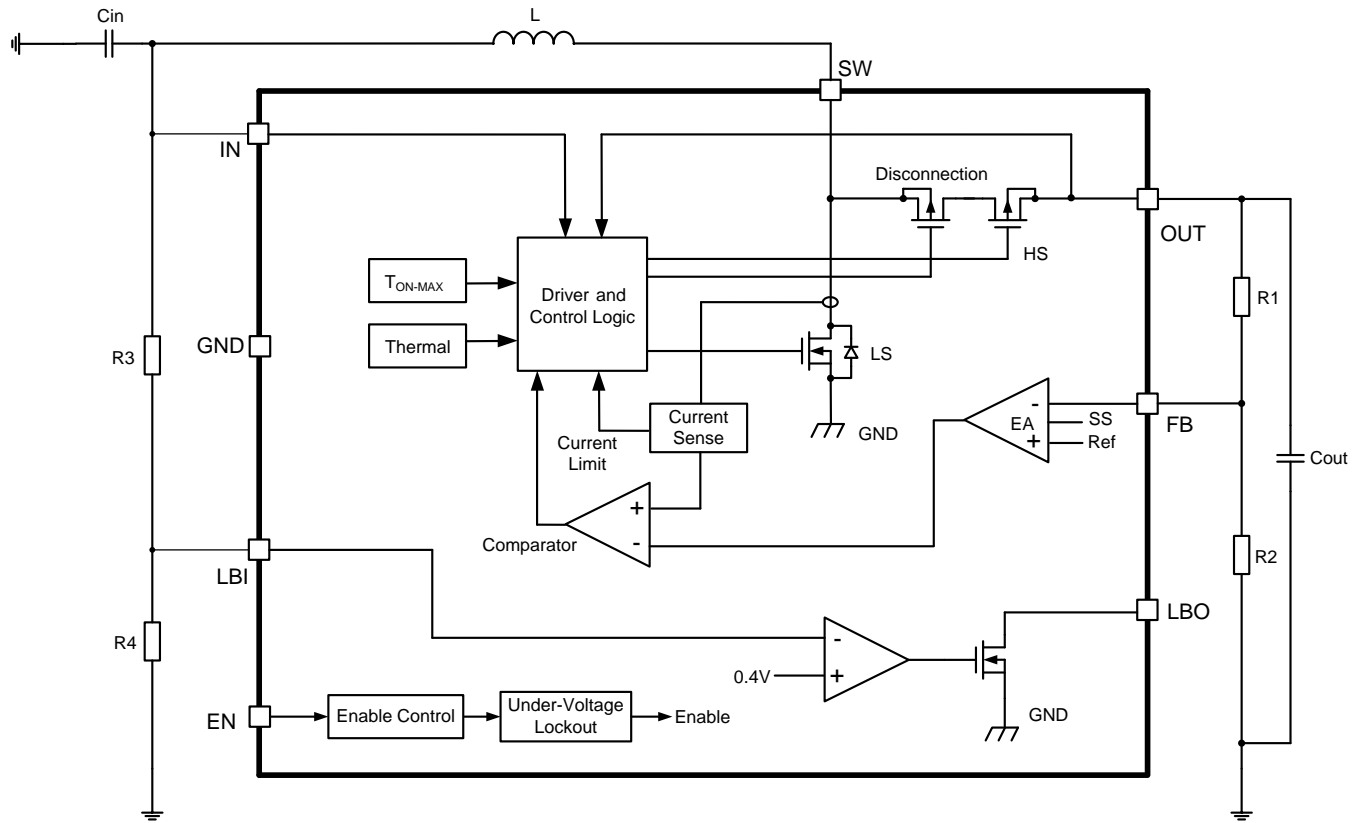 Cin
L
SW
IN
Disconnection
OUT
HS
T_ON-MAX
Driver and
Control Logic
R1
GND
Thermal
R3
LS
Current
Sense
GND
-
EA
SS
+
Ref
FB
Current
Limit
Cout
+
Comparator
-
R2
LBI
LBO
R4
-
0.4V
+
EN
Enable Control
Under-Voltage
Lockout
Enable
GND